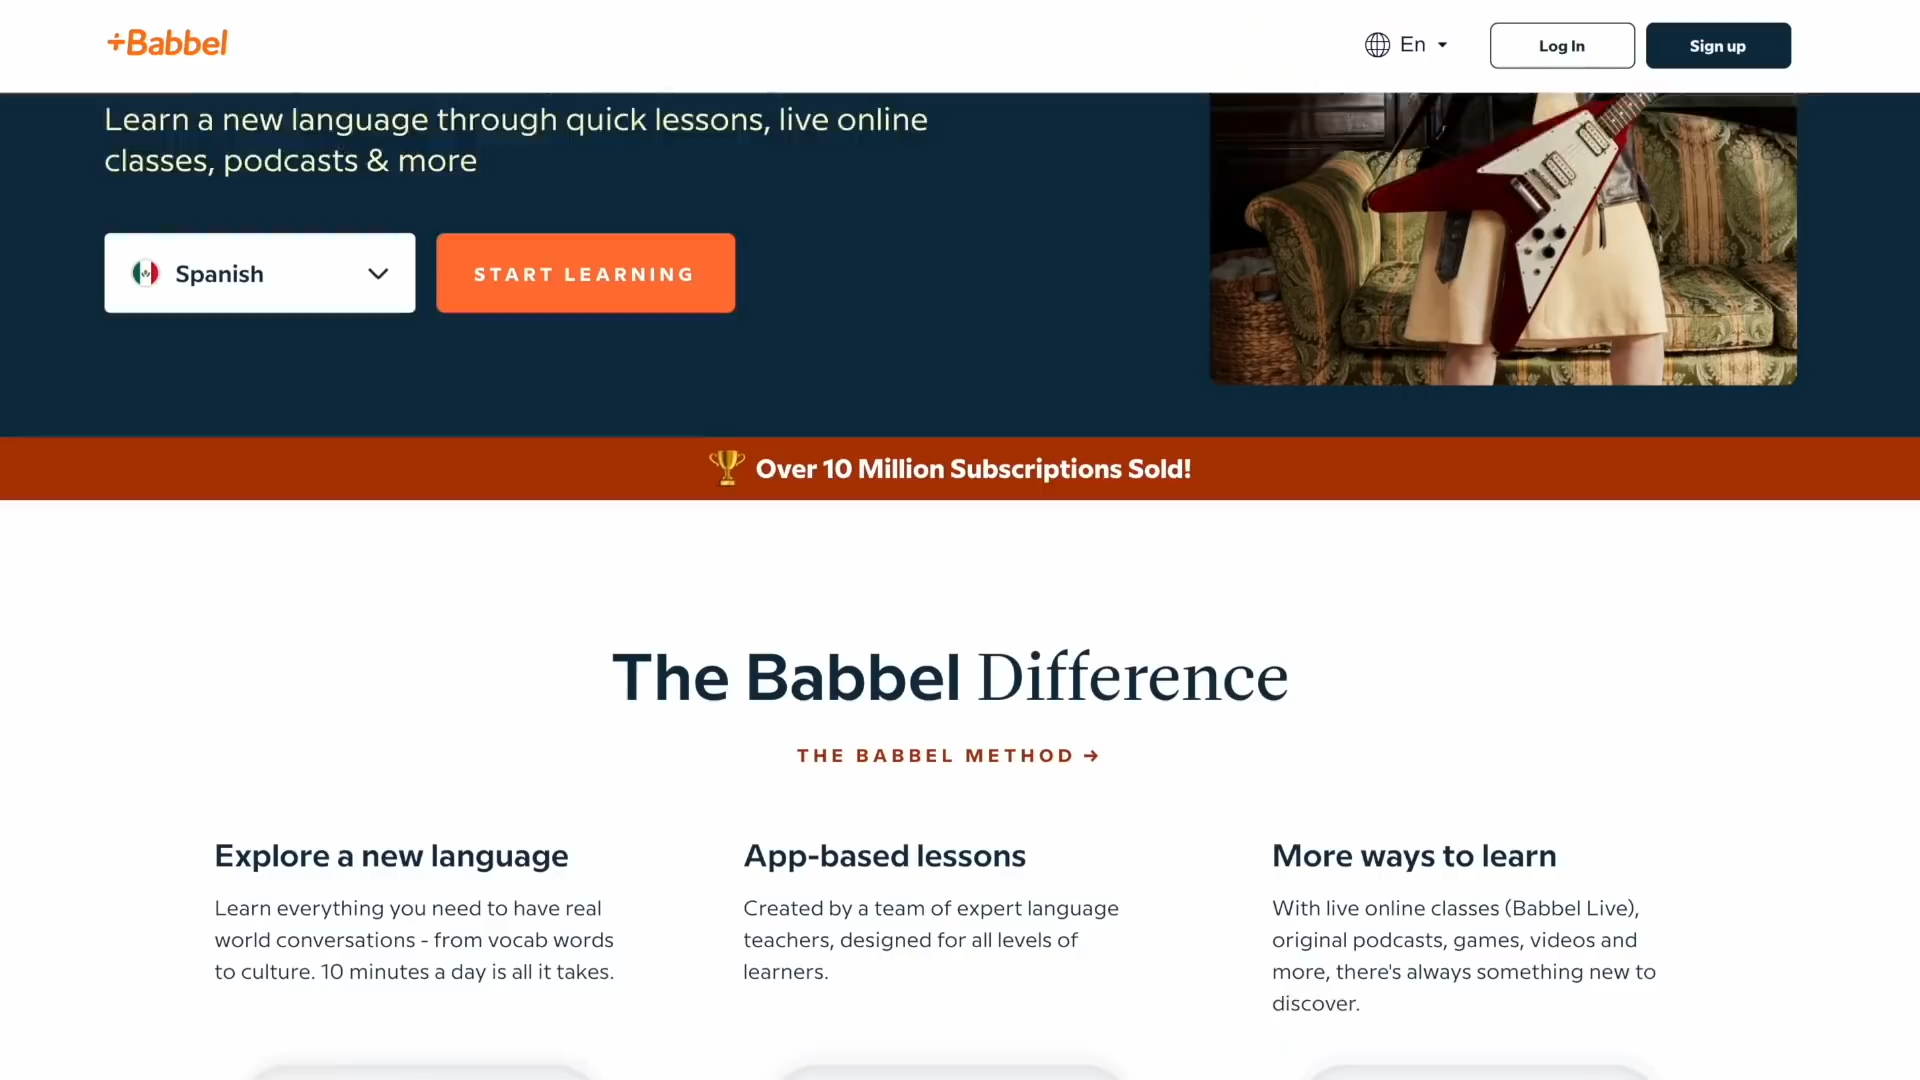 +Babbel
En
Log In
Sign up
Learn a new language through quick lessons, live online
classes, podcasts & more
Spanish
START LEARNING
🏆 Over 10 Million Subscriptions Sold!
The Babbel Difference
THE BABBEL METHOD →
Explore a new language
Learn everything you need to have real
world conversations - from vocab words
to culture. 10 minutes a day is all it takes.
App-based lessons
Created by a team of expert language
teachers, designed for all levels of
learners.
More ways to learn
With live online classes (Babbel Live),
original podcasts, games, videos and
more, there's always something new to
discover.